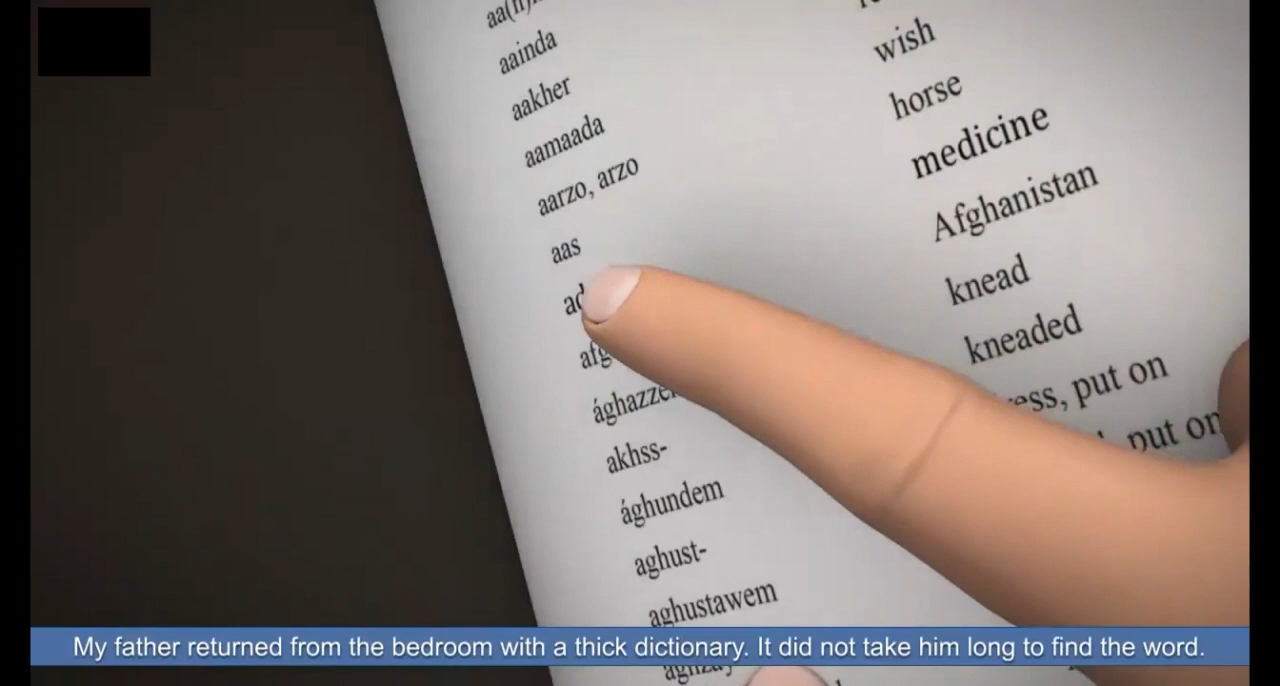 aainda
aakher
aamaada
aarzo, arzo
aas
akhss-
ághundem
aghust-
aghustawem
wish
horse
medicine
Afghanistan
knead
kneaded
put on
put on
My father returned from the bedroom with a thick dictionary. It did not take him long to find the word.